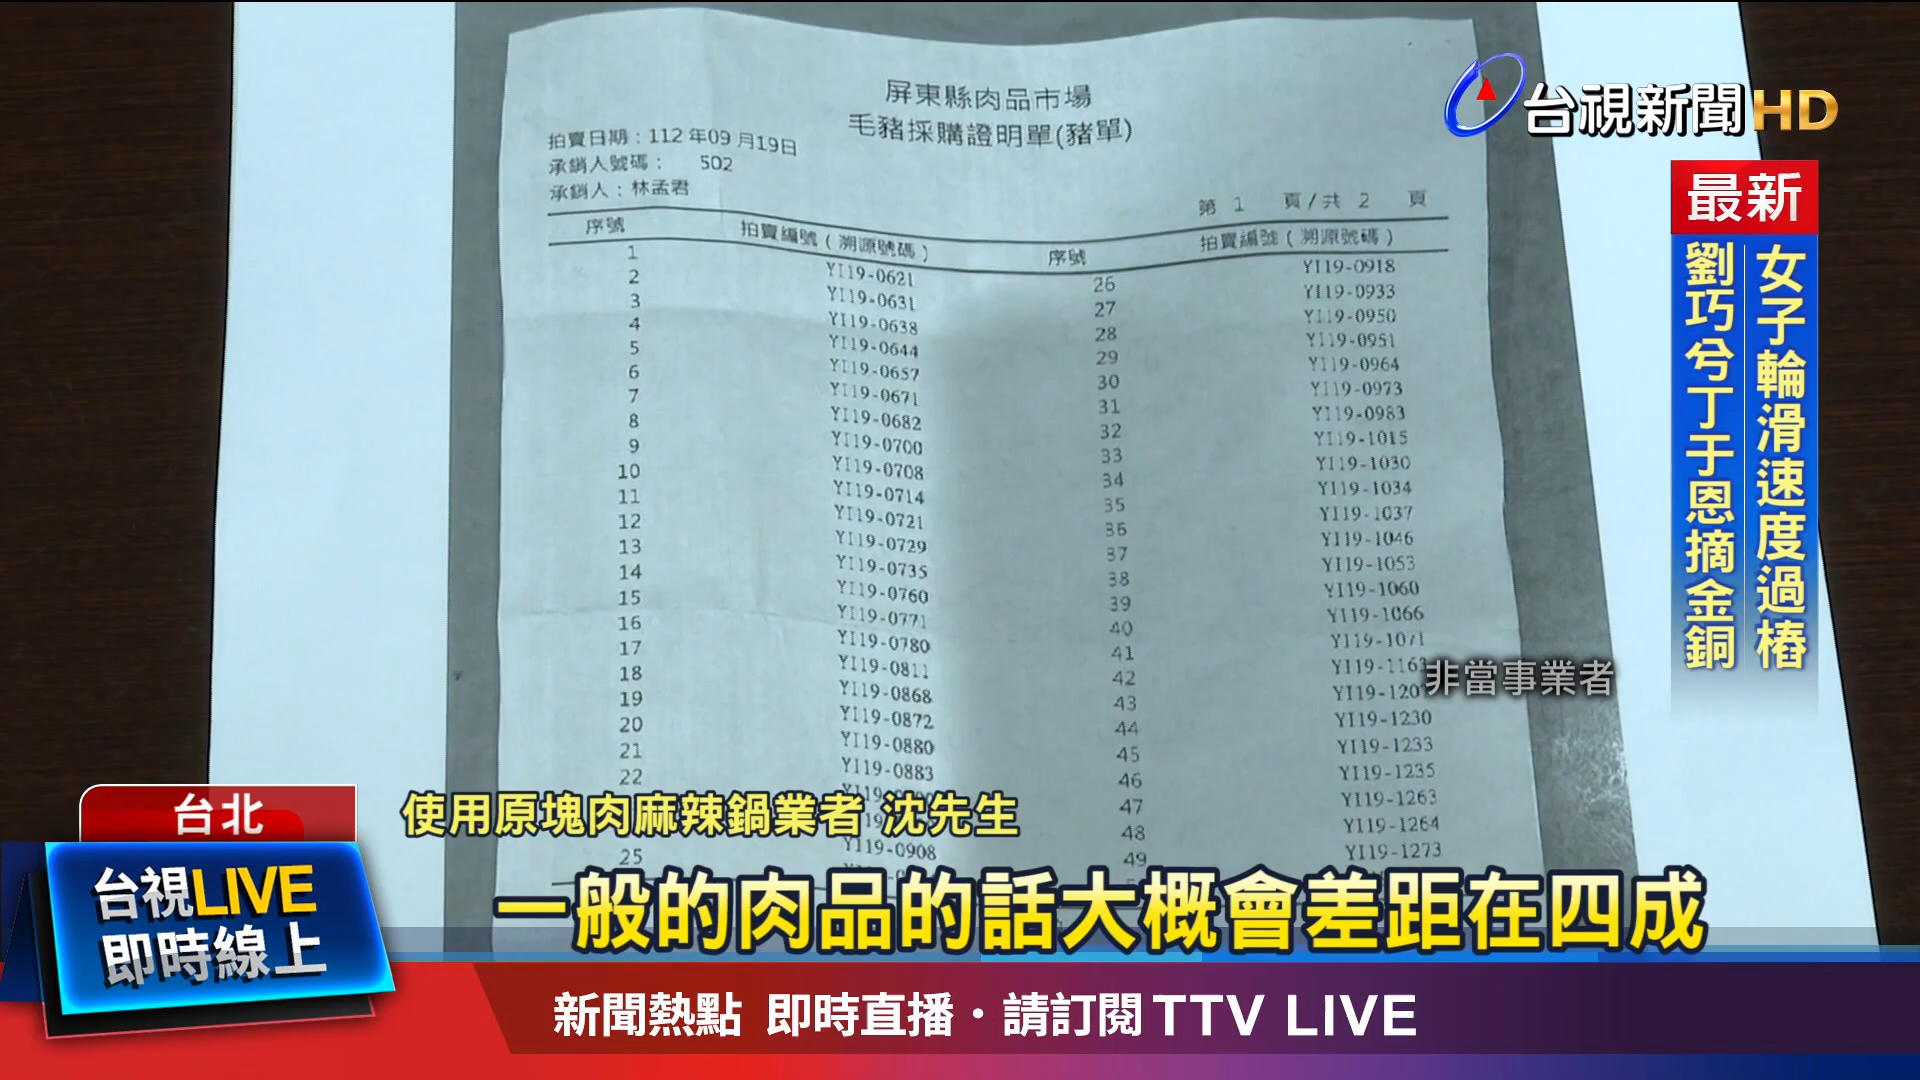 屏東縣肉品市場
毛豬採購證明單(豬單)
拍賣日期：112年09月19日
承銷人號碼： 502
承銷人：林孟君
第 1 頁/共 2 頁
序號 拍賣編號(溯源號碼) 序號 拍賣編號(溯源號碼)
1 YI19-0621 26 YI19-0918
2 YI19-0631 27 YI19-0933
3 YI19-0638 28 YI19-0950
4 YI19-0644 29 YI19-0951
5 YI19-0657 30 YI19-0964
6 YI19-0671 31 YI19-0973
7 YI19-0682 32 YI19-0983
8 YI19-0700 33 YI19-1015
9 YI19-0708 34 YI19-1030
10 YI19-0714 35 YI19-1034
11 YI19-0721 36 YI19-1037
12 YI19-0729 37 YI19-1046
13 YI19-0735 38 YI19-1053
14 YI19-0760 39 YI19-1060
15 YI19-0771 40 YI19-1066
16 YI19-0780 41 YI19-1071
17 YI19-0811 42 YI19-1163
18 YI19-0868 43 YI19-120
19 YI19-0872 44 YI19-1230
20 YI19-0880 45 YI19-1233
21 YI19-0883 46 YI19-1235
22 47 YI19-1263
48 YI19-1264
YI19-0908 49 YI19-1273
25
台視新聞HD
最新
女子輪滑速度過樁
劉巧兮丁于恩摘金銅
非當事業者
台北
使用原塊肉麻辣鍋業者 沈先生
一般的肉品的話大概會差距在四成
台視LIVE
即時線上
新聞熱點 即時直播・請訂閱TTV LIVE